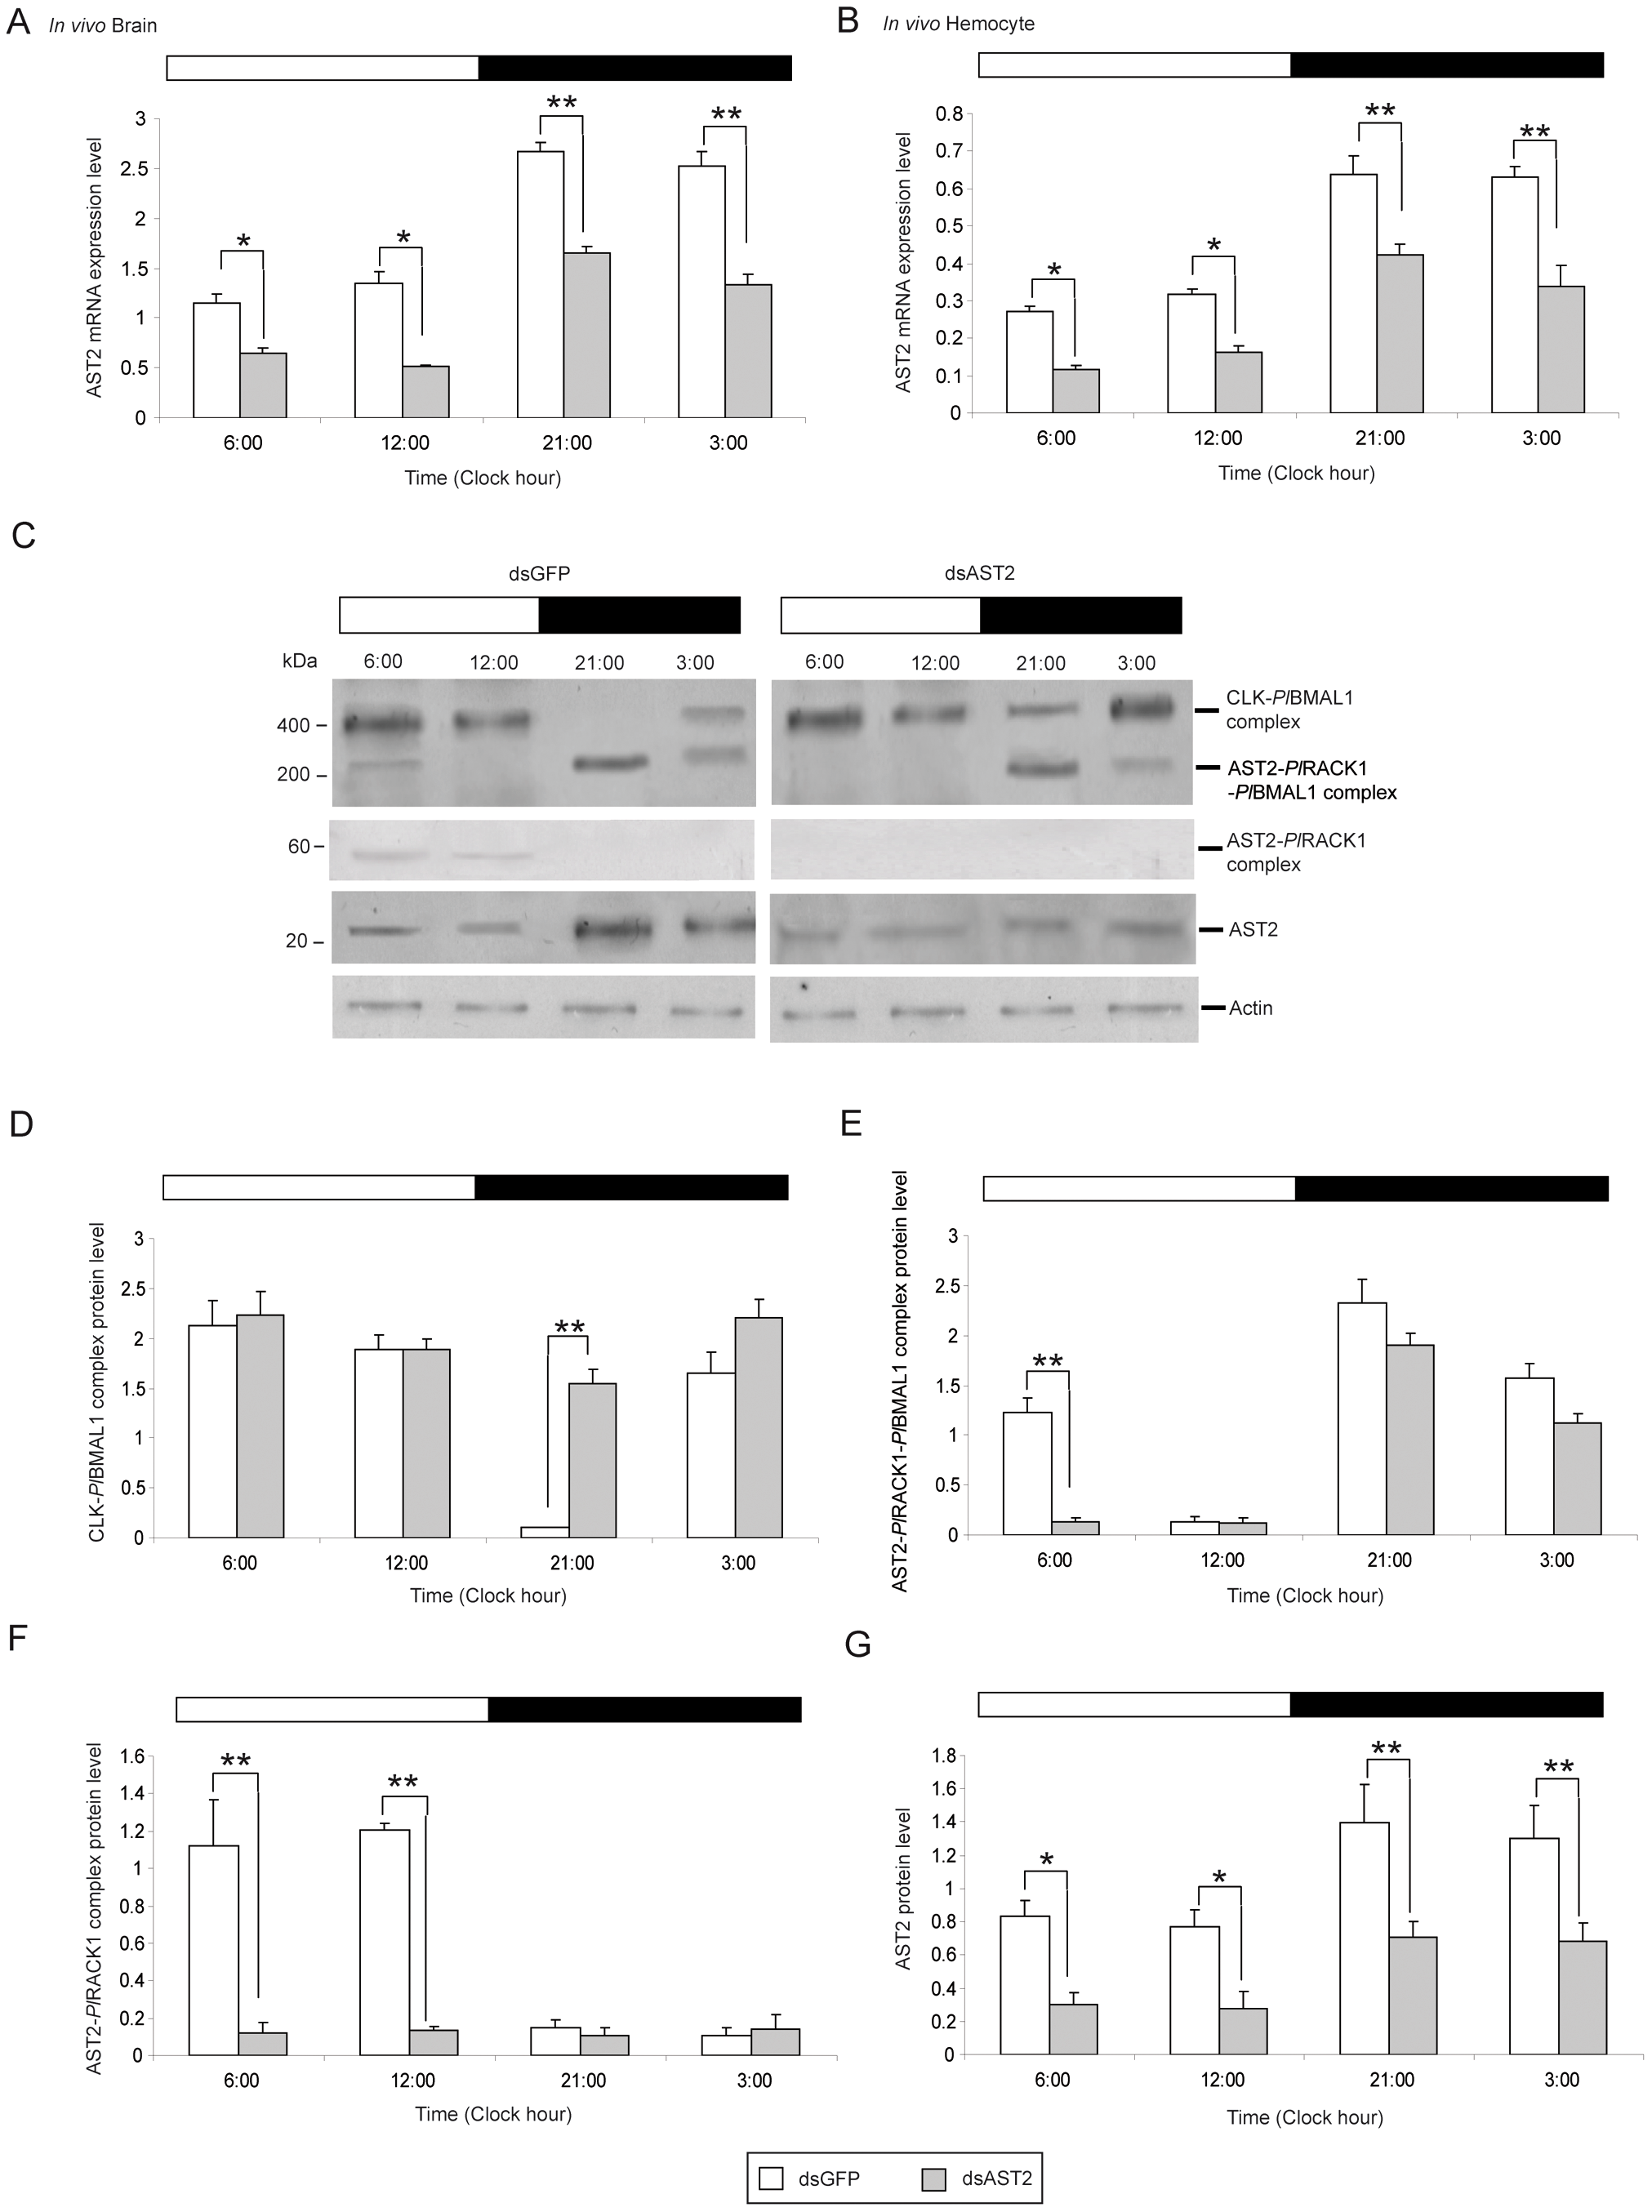 A In vivo Brain
**
**
*
*
AST2 mRNA expression level
3
2.5
2
1.5
1
0.5
0
6:00 12:00 21:00 3:00
Time (Clock hour)
B In vivo Hemocyte
**
**
*
*
AST2 mRNA expression level
0.8
0.7
0.6
0.5
0.4
0.3
0.2
0.1
0
6:00 12:00 21:00 3:00
Time (Clock hour)
C
dsGFP dsAST2
kDa 6:00 12:00 21:00 3:00 6:00 12:00 21:00 3:00
400
200
60
20
CLK-PlBMAL1
complex
AST2-PlRACK1
-PlBMAL1 complex
AST2-PlRACK1
complex
AST2
Actin
D
CLK-PlBMAL1 complex protein level
3
2.5
2
1.5
1
0.5
0
**
6:00 12:00 21:00 3:00
Time (Clock hour)
E
AST2-PlRACK1-PlBMAL1 complex protein level
3
2.5
2
1.5
1
0.5
0
**
6:00 12:00 21:00 3:00
Time (Clock hour)
F
AST2-PlRACK1 complex protein level
1.6
1.4
1.2
1
0.8
0.6
0.4
0.2
0
**
**
6:00 12:00 21:00 3:00
Time (Clock hour)
G
AST2 protein level
1.8
1.6
1.4
1.2
1
0.8
0.6
0.4
0.2
0
*
*
**
**
6:00 12:00 21:00 3:00
Time (Clock hour)
dsGFP dsAST2